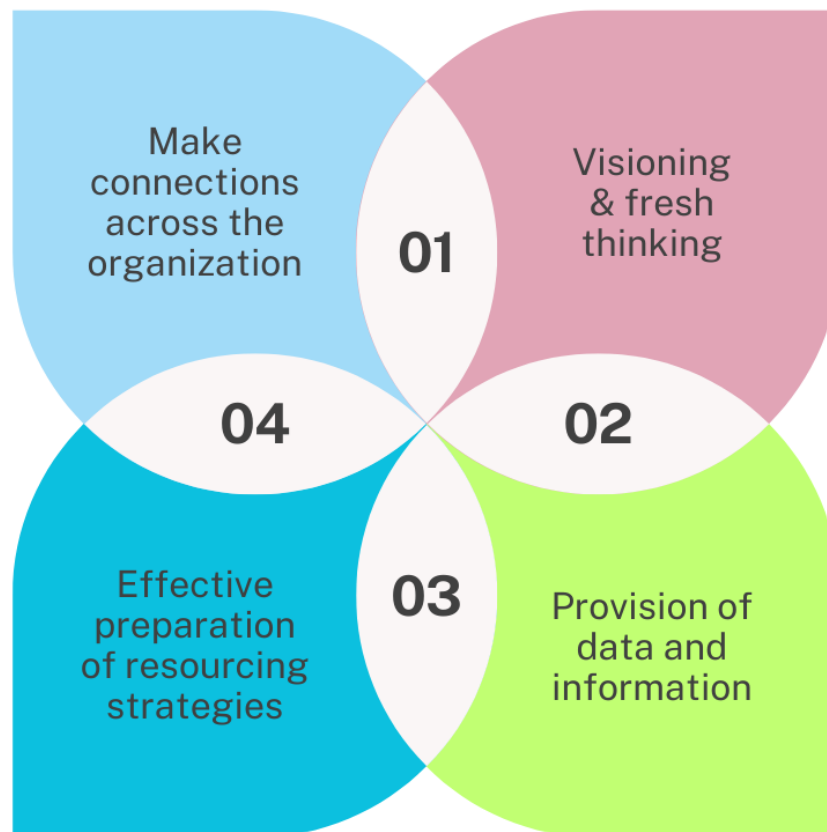 Make
connections
across the
organization
01
Visioning
& fresh
thinking
04
02
Effective
preparation
of resourcing
strategies
03
Provision of
data and
information